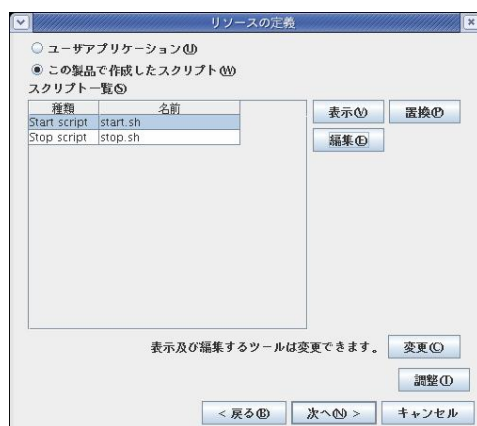 リソースの定義
ユーザアプリケーション(U)
この製品で作成したスクリプト(W)
スクリプト一覧(S)
種類 名前
Start script start.sh
Stop script stop.sh
表示(V) 置換(P)
編集(E)
表示及び編集するツールは変更できます。 変更(C)
調整(T)
< 戻る(B) 次へ(N) > キャンセル